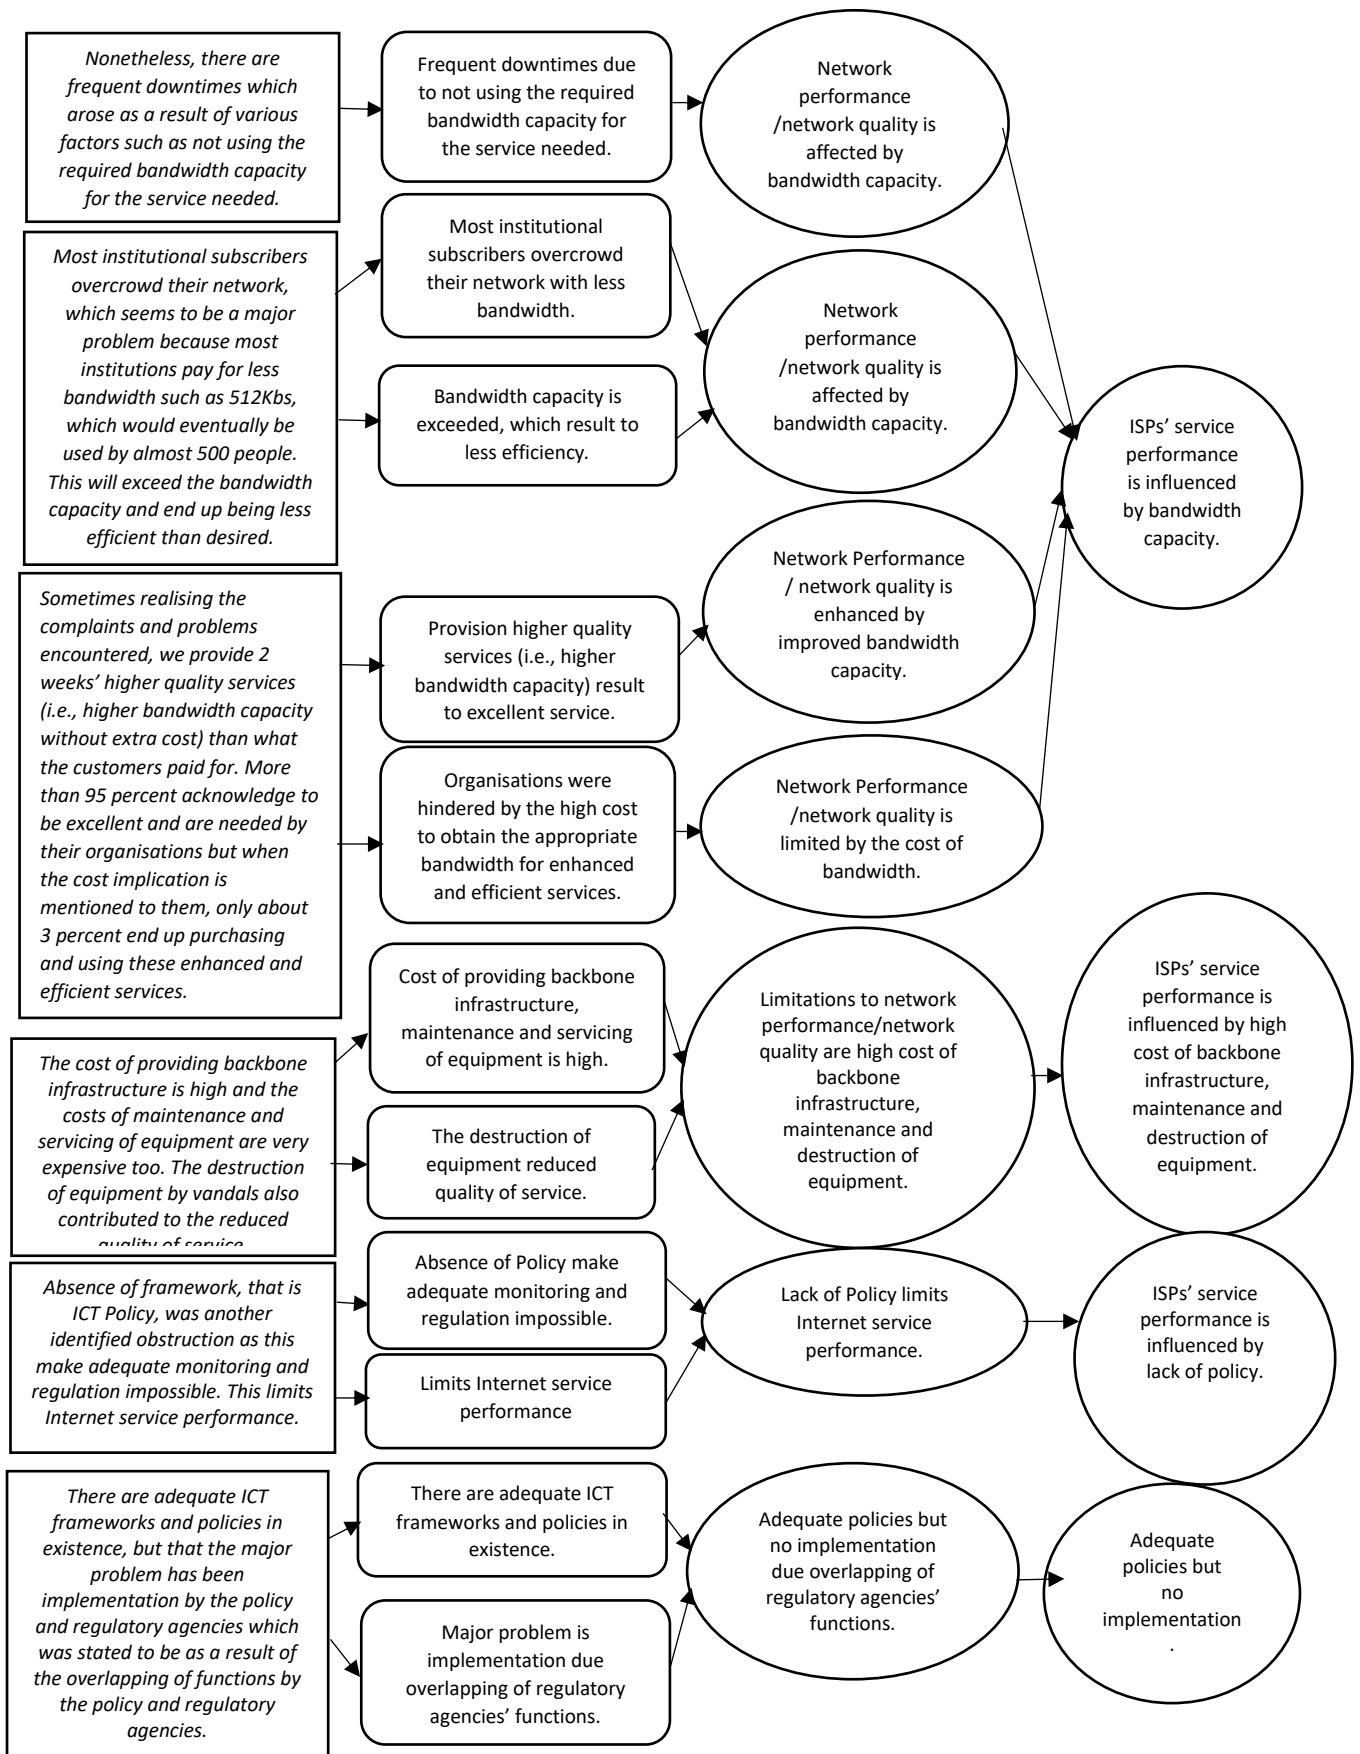 Nonetheless, there are
frequent downtimes which
arose as a result of various
factors such as not using the
required bandwidth capacity
for the service needed.
Frequent downtimes due
to not using the required
bandwidth capacity for
the service needed.
Network
performance
/network quality is
affected by
bandwidth capacity.
Most institutional subscribers
overcrowd their network,
which seems to be a major
problem because most
institutions pay for less
bandwidth such as 512Kbs,
which would eventually be
used by almost 500 people.
This will exceed the bandwidth
capacity and end up being less
efficient than desired.
Most institutional
subscribers overcrowd
their network with less
bandwidth.
Bandwidth capacity is
exceeded, which result to
less efficiency.
Network
performance
/network quality is
affected by
bandwidth capacity.
ISPs’ service
performance
is influenced
by bandwidth
capacity.
Sometimes realising the
complaints and problems
encountered, we provide 2
weeks’ higher quality services
(i.e., higher bandwidth capacity
without extra cost) than what
the customers paid for. More
than 95 percent acknowledge to
be excellent and are needed by
their organisations but when
the cost implication is
mentioned to them, only about
3 percent end up purchasing
and using these enhanced and
efficient services.
Provision higher quality
services (i.e., higher
bandwidth capacity) result
to excellent service.
Network Performance
/ network quality is
enhanced by
improved bandwidth
capacity.
Organisations were
hindered by the high cost
to obtain the appropriate
bandwidth for enhanced
and efficient services.
Network Performance
/network quality is
limited by the cost of
bandwidth.
The cost of providing backbone
infrastructure is high and the
costs of maintenance and
servicing of equipment are very
expensive too. The destruction
of equipment by vandals also
contributed to the reduced
quality of service
Cost of providing backbone
infrastructure,
maintenance and servicing
of equipment is high.
The destruction of
equipment reduced
quality of service.
Limitations to network
performance/network
quality are high cost of
backbone
infrastructure,
maintenance and
destruction of
equipment.
ISPs’ service
performance is
influenced by high
cost of backbone
infrastructure,
maintenance and
destruction of
equipment.
Absence of framework, that is
ICT Policy, was another
identified obstruction as this
make adequate monitoring and
regulation impossible. This limits
Internet service performance.
Absence of Policy make
adequate monitoring and
regulation impossible.
Limits Internet service
performance
Lack of Policy limits
Internet service
performance.
ISPs’ service
performance is
influenced by
lack of policy.
There are adequate ICT
frameworks and policies in
existence, but that the major
problem has been
implementation by the policy
and regulatory agencies which
was stated to be as a result of
the overlapping of functions by
the policy and regulatory
agencies.
There are adequate ICT
frameworks and policies in
existence.
Major problem is
implementation due
overlapping of regulatory
agencies’ functions.
Adequate policies but
no implementation
due overlapping of
regulatory agencies’
functions.
Adequate
policies but
no
implementation
.